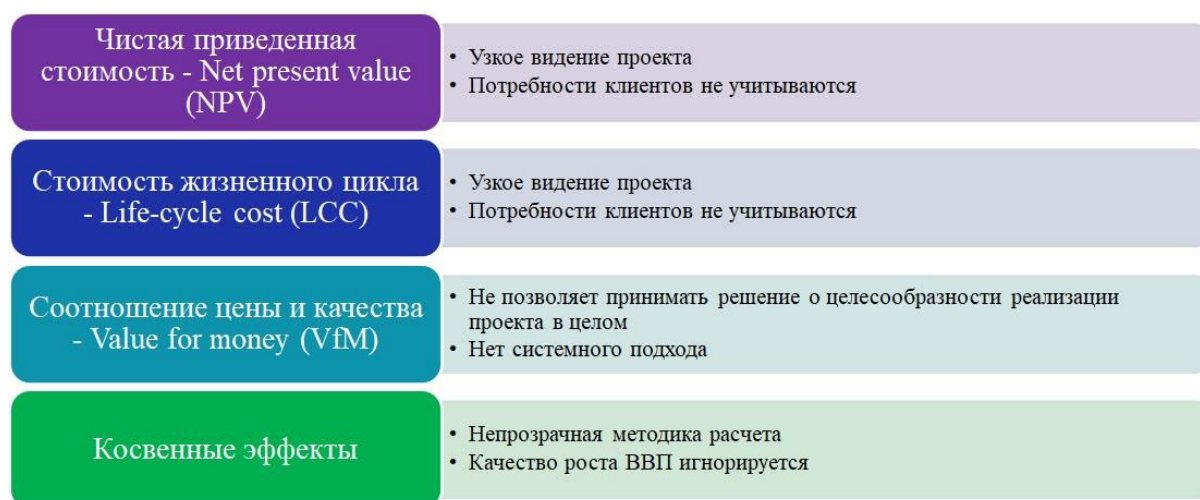 Чистая приведенная
стоимость - Net present value
(NPV)
• Узкое видение проекта
• Потребности клиентов не учитываются
Стоимость жизненного цикла
- Life-cycle cost (LCC)
• Узкое видение проекта
• Потребности клиентов не учитываются
Соотношение цены и качества
- Value for money (VfM)
• Не позволяет принимать решение о целесообразности реализации
проекта в целом
• Нет системного подхода
Косвенные эффекты
• Непрозрачная методика расчета
• Качество роста ВВП игнорируется